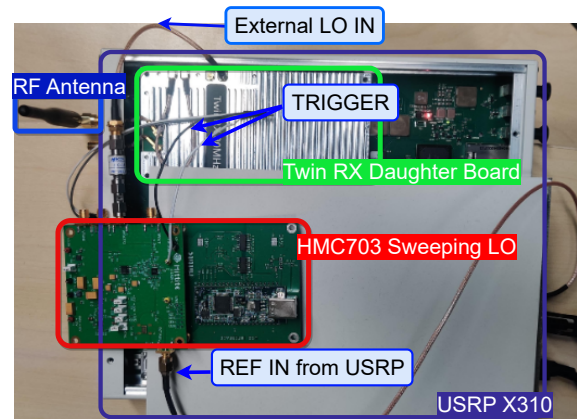 External LO IN
RF Antenna
TRIGGER
Twin RX Daughter Board
HMC703 Sweeping LO
REF IN from USRP
USRP X310